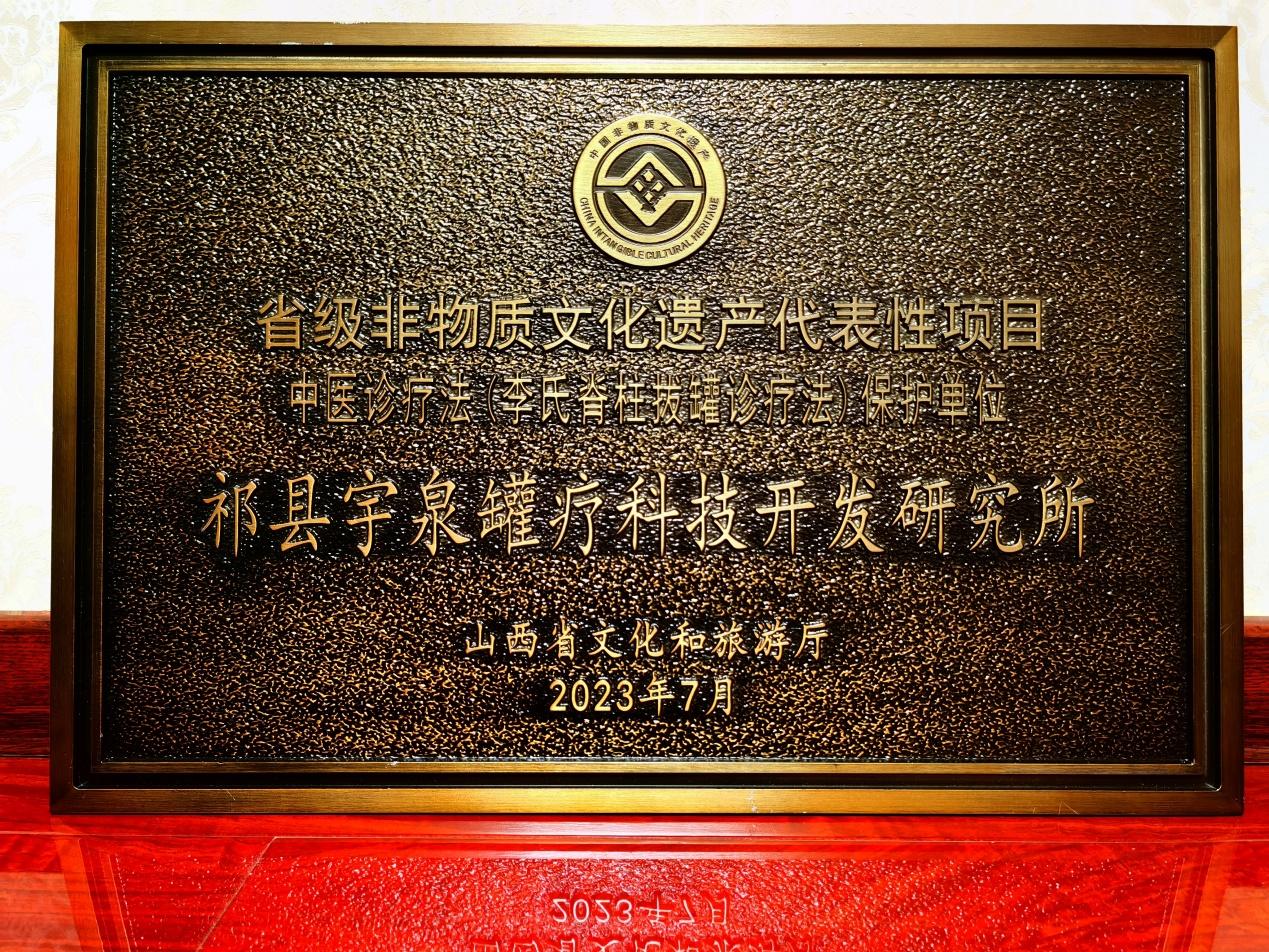 中国非物质文化遗产
CHINA INTANGIBLE CULTURAL HERITAGE
省级非物质文化遗产代表性项目
中医诊疗法（李氏脊柱拔罐诊疗法）保护单位
祁县宇泉罐疗科技开发研究所
山西省文化和旅游厅
2023年7月